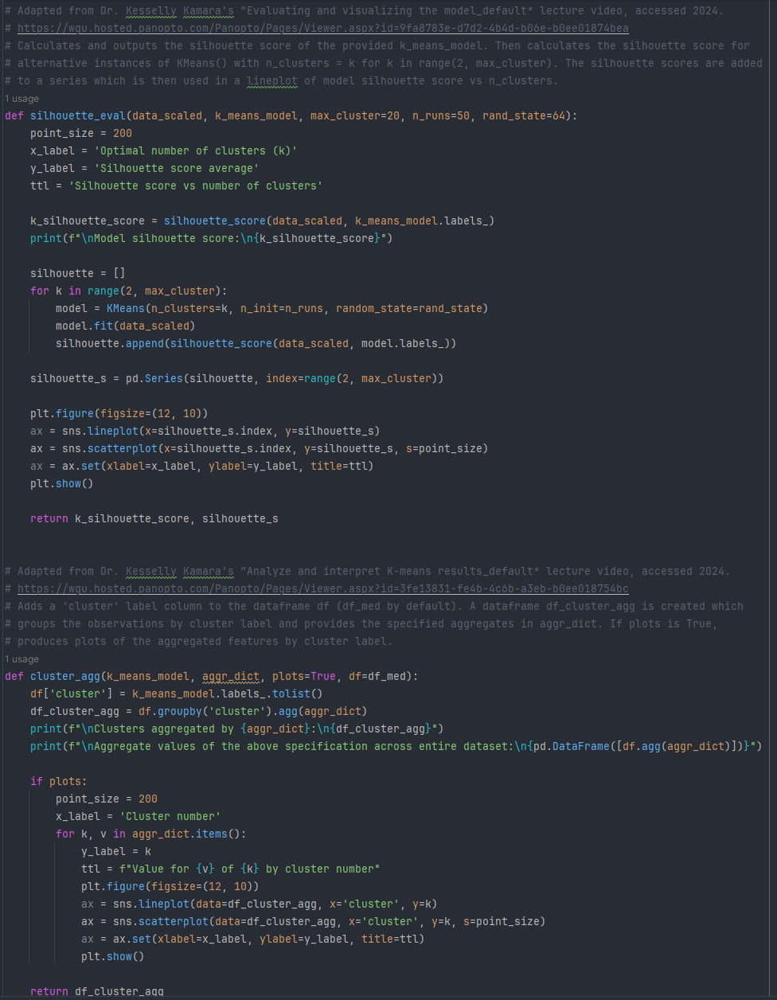 # Adapted from Dr. Kesselly Kamara's “Evaluating and visualizing the model_default” lecture video, accessed 2024.
# https://wgu.hosted.panopto.com/Panopto/Pages/Viewer.aspx?id=9fa8783e-d7d2-4b4d-b06e-b0ee01874bea
# Calculates and outputs the silhouette score of the provided k_means_model. Then calculates the silhouette score for
# alternative instances of KMeans() with n_clusters = k for k in range(2, max_cluster). The silhouette scores are added
# to a series which is then used in a lineplot of model silhouette score vs n_clusters.
1 usage
def silhouette_eval(data_scaled, k_means_model, max_cluster=20, n_runs=50, rand_state=64):
    point_size = 200
    x_label = 'Optimal number of clusters (k)'
    y_label = 'Silhouette score average'
    ttl = 'Silhouette score vs number of clusters'

    k_silhouette_score = silhouette_score(data_scaled, k_means_model.labels_)
    print(f"\nModel silhouette score:\n{k_silhouette_score}")

    silhouette = []
    for k in range(2, max_cluster):
        model = KMeans(n_clusters=k, n_init=n_runs, random_state=rand_state)
        model.fit(data_scaled)
        silhouette.append(silhouette_score(data_scaled, model.labels_))

    silhouette_s = pd.Series(silhouette, index=range(2, max_cluster))

    plt.figure(figsize=(12, 10))
    ax = sns.lineplot(x=silhouette_s.index, y=silhouette_s)
    ax = sns.scatterplot(x=silhouette_s.index, y=silhouette_s, s=point_size)
    ax = ax.set(xlabel=x_label, ylabel=y_label, title=ttl)
    plt.show()

    return k_silhouette_score, silhouette_s


# Adapted from Dr. Kesselly Kamara's “Analyze and interpret K-means results_default” lecture video, accessed 2024.
# https://wgu.hosted.panopto.com/Panopto/Pages/Viewer.aspx?id=3fe13831-fe4b-4c6b-a3eb-b0ee018754bc
# Adds a 'cluster' label column to the dataframe df (df_med by default). A dataframe df_cluster_agg is created which
# groups the observations by cluster label and provides the specified aggregates in aggr_dict. If plots is True,
# produces plots of the aggregated features by cluster label.
1 usage
def cluster_agg(k_means_model, aggr_dict, plots=True, df=df_med):
    df['cluster'] = k_means_model.labels_.tolist()
    df_cluster_agg = df.groupby('cluster').agg(aggr_dict)
    print(f"\nClusters aggregated by {aggr_dict}:\n{df_cluster_agg}")
    print(f"\nAggregate values of the above specification across entire dataset:\n{pd.DataFrame([df.agg(aggr_dict)])}")

    if plots:
        point_size = 200
        x_label = 'Cluster number'
        for k, v in aggr_dict.items():
            y_label = k
            ttl = f"Value for {v} of {k} by cluster number"
            plt.figure(figsize=(12, 10))
            ax = sns.lineplot(data=df_cluster_agg, x='cluster', y=k)
            ax = sns.scatterplot(data=df_cluster_agg, x='cluster', y=k, s=point_size)
            ax = ax.set(xlabel=x_label, ylabel=y_label, title=ttl)
            plt.show()

    return df_cluster_agg